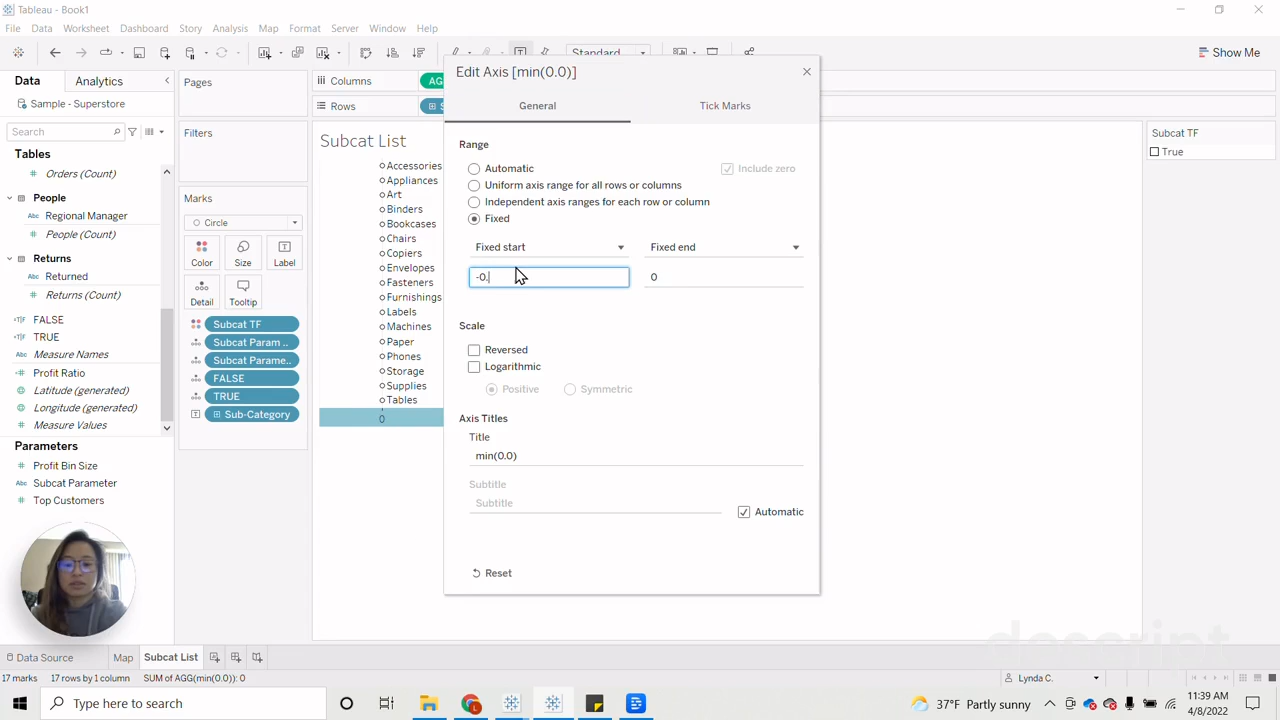 Tableau - Book1
File Data Worksheet Dashboard Story Analysis Map Format Server Window Help
Standard
Show Me
Data Analytics
Sample - Superstore
Search
Tables
Orders (Count)
People
Abc Regional Manager
People (Count)
Returns
Abc Returned
Returns (Count)
T|F FALSE
T|F TRUE
Abc Measure Names
Profit Ratio
Latitude (generated)
Longitude (generated)
Measure Values
Parameters
Profit Bin Size
Abc Subcat Parameter
Top Customers
Pages
Filters
Marks
Circle
Color Size Label
Detail Tooltip
Subcat TF
Subcat Param ..
Subcat Parame..
FALSE
TRUE
Sub-Category
Columns
Rows
Subcat List
Accessories
Appliances
Art
Binders
Bookcases
Chairs
Copiers
Envelopes
Fasteners
Furnishings
Labels
Machines
Paper
Phones
Storage
Supplies
Tables
0
Edit Axis [min(0.0)]
General Tick Marks
Range
Automatic Include zero
Uniform axis range for all rows or columns
Independent axis ranges for each row or column
Fixed
Fixed start Fixed end
-0. 0
Scale
Reversed
Logarithmic
Positive Symmetric
Axis Titles
Title
min(0.0)
Subtitle
Subtitle
Automatic
Reset
Subcat TF
True
descript
Data Source Map Subcat List
17 marks 17 rows by 1 column SUM of AGG(min(0.0)): 0 Lynda C.
Type here to search
37°F Partly sunny
11:39 AM
4/8/2022